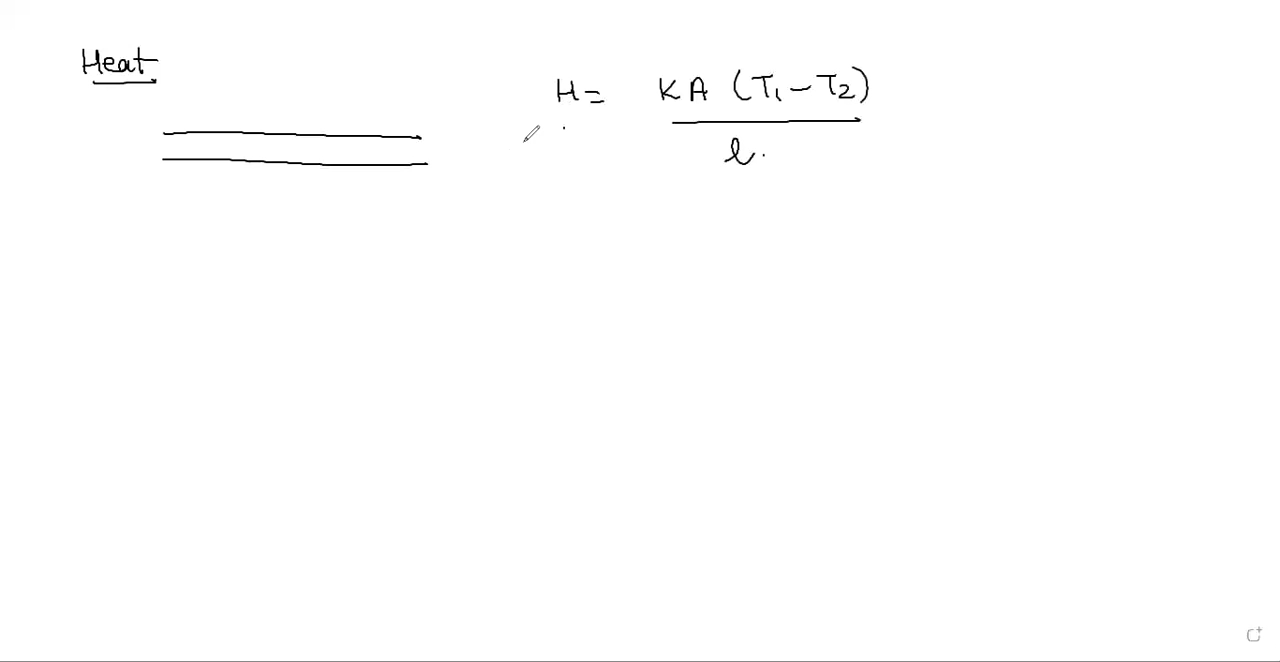 Heat
H = KA (T₁ - T₂)
l.